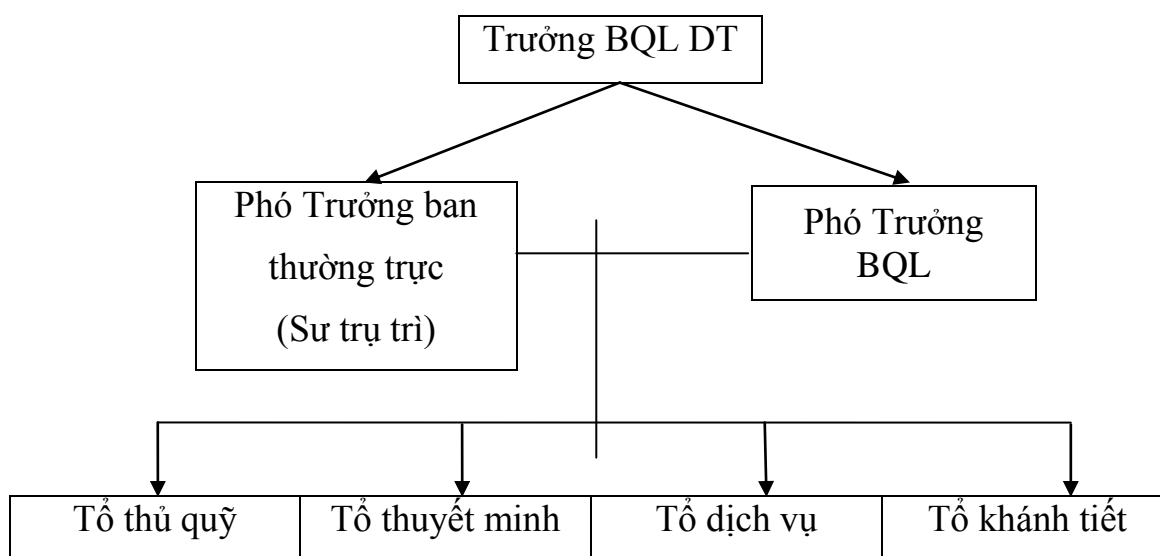 Trưởng BQL DT
Phó Trưởng ban
thường trực
(Sư trụ trì)
Phó Trưởng
BQL
Tổ thủ quỹ
Tổ thuyết minh
Tổ dịch vụ
Tổ khánh tiết